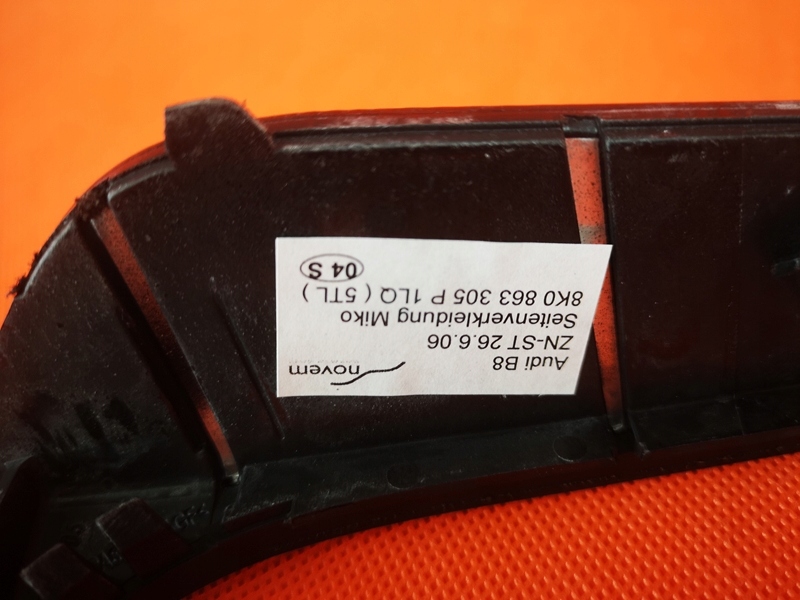 Audi B8
novem
ZN-ST 26.6.06
Seitenverkleidung Miko
8K0 863 305 P 1LQ ( 5TL )
04 S